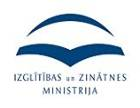 IZGLĪTĪBAS un ZINĀTNES
MINISTRIJA